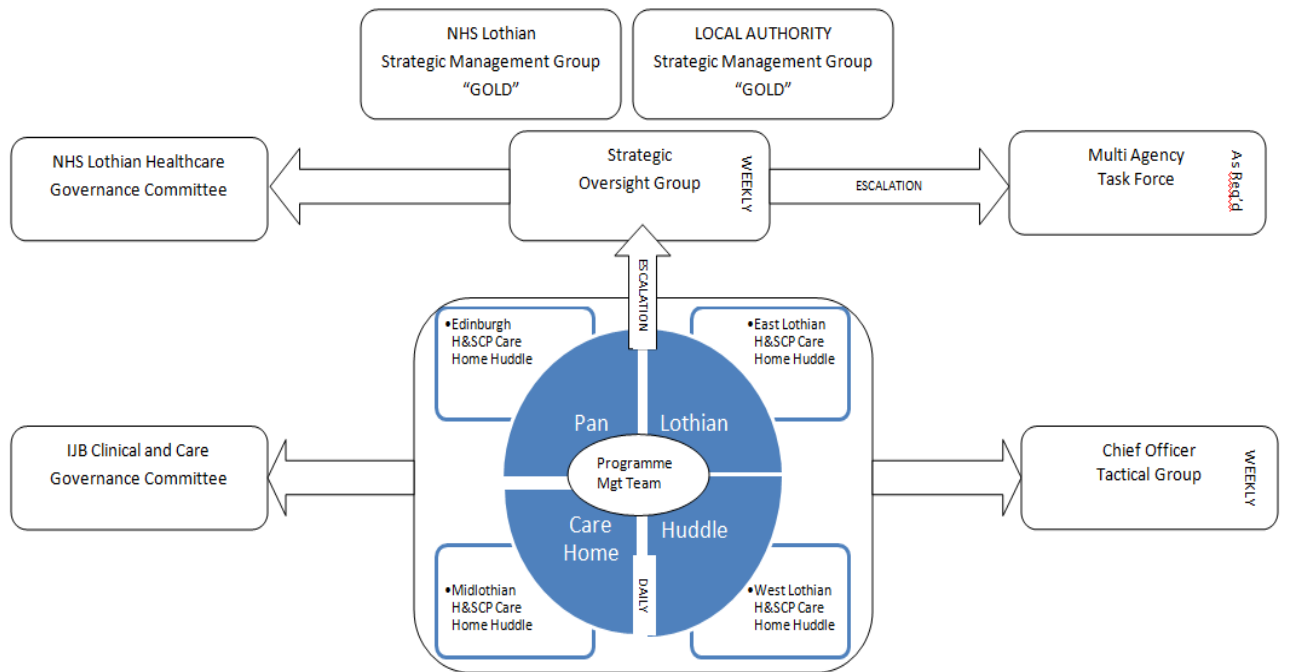 NHS Lothian
Strategic Management Group
“GOLD”
LOCAL AUTHORITY
Strategic Management Group
“GOLD”
NHS Lothian Healthcare
Governance Committee
Strategic
Oversight Group
WEEKLY
ESCALATION
Multi Agency
Task Force
As Req’d
ESCALATION
•Edinburgh
H&SCP Care
Home Huddle
•East Lothian
H&SCP Care
Home Huddle
Pan
Lothian
IJB Clinical and Care
Governance Committee
Programme
Mgt Team
Chief Officer
Tactical Group
WEEKLY
Care
Home
Huddle
DAILY
•Midlothian
H&SCP Care
Home Huddle
•West Lothian
H&SCP Care
Home Huddle